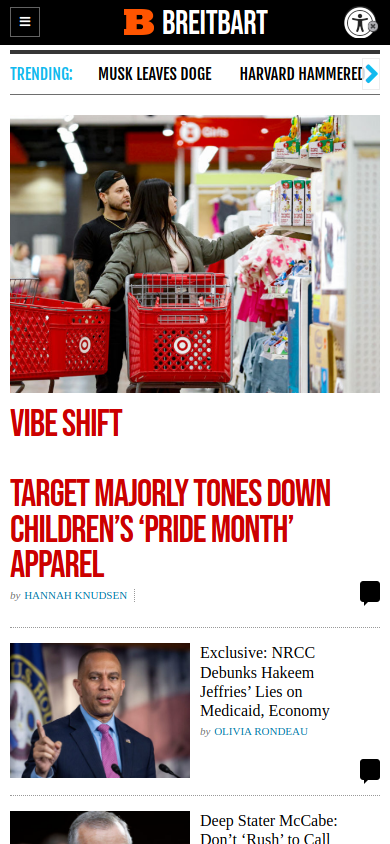 BREITBART
TRENDING: MUSK LEAVES DOGE HARVARD HAMMERED
VIBE SHIFT
TARGET MAJORLY TONES DOWN
CHILDREN'S 'PRIDE MONTH'
APPAREL
by HANNAH KNUDSEN
Exclusive: NRCC
Debunks Hakeem
Jeffries' Lies on
Medicaid, Economy
by OLIVIA RONDEAU
Deep Stater McCabe:
Don't 'Rush' to Call